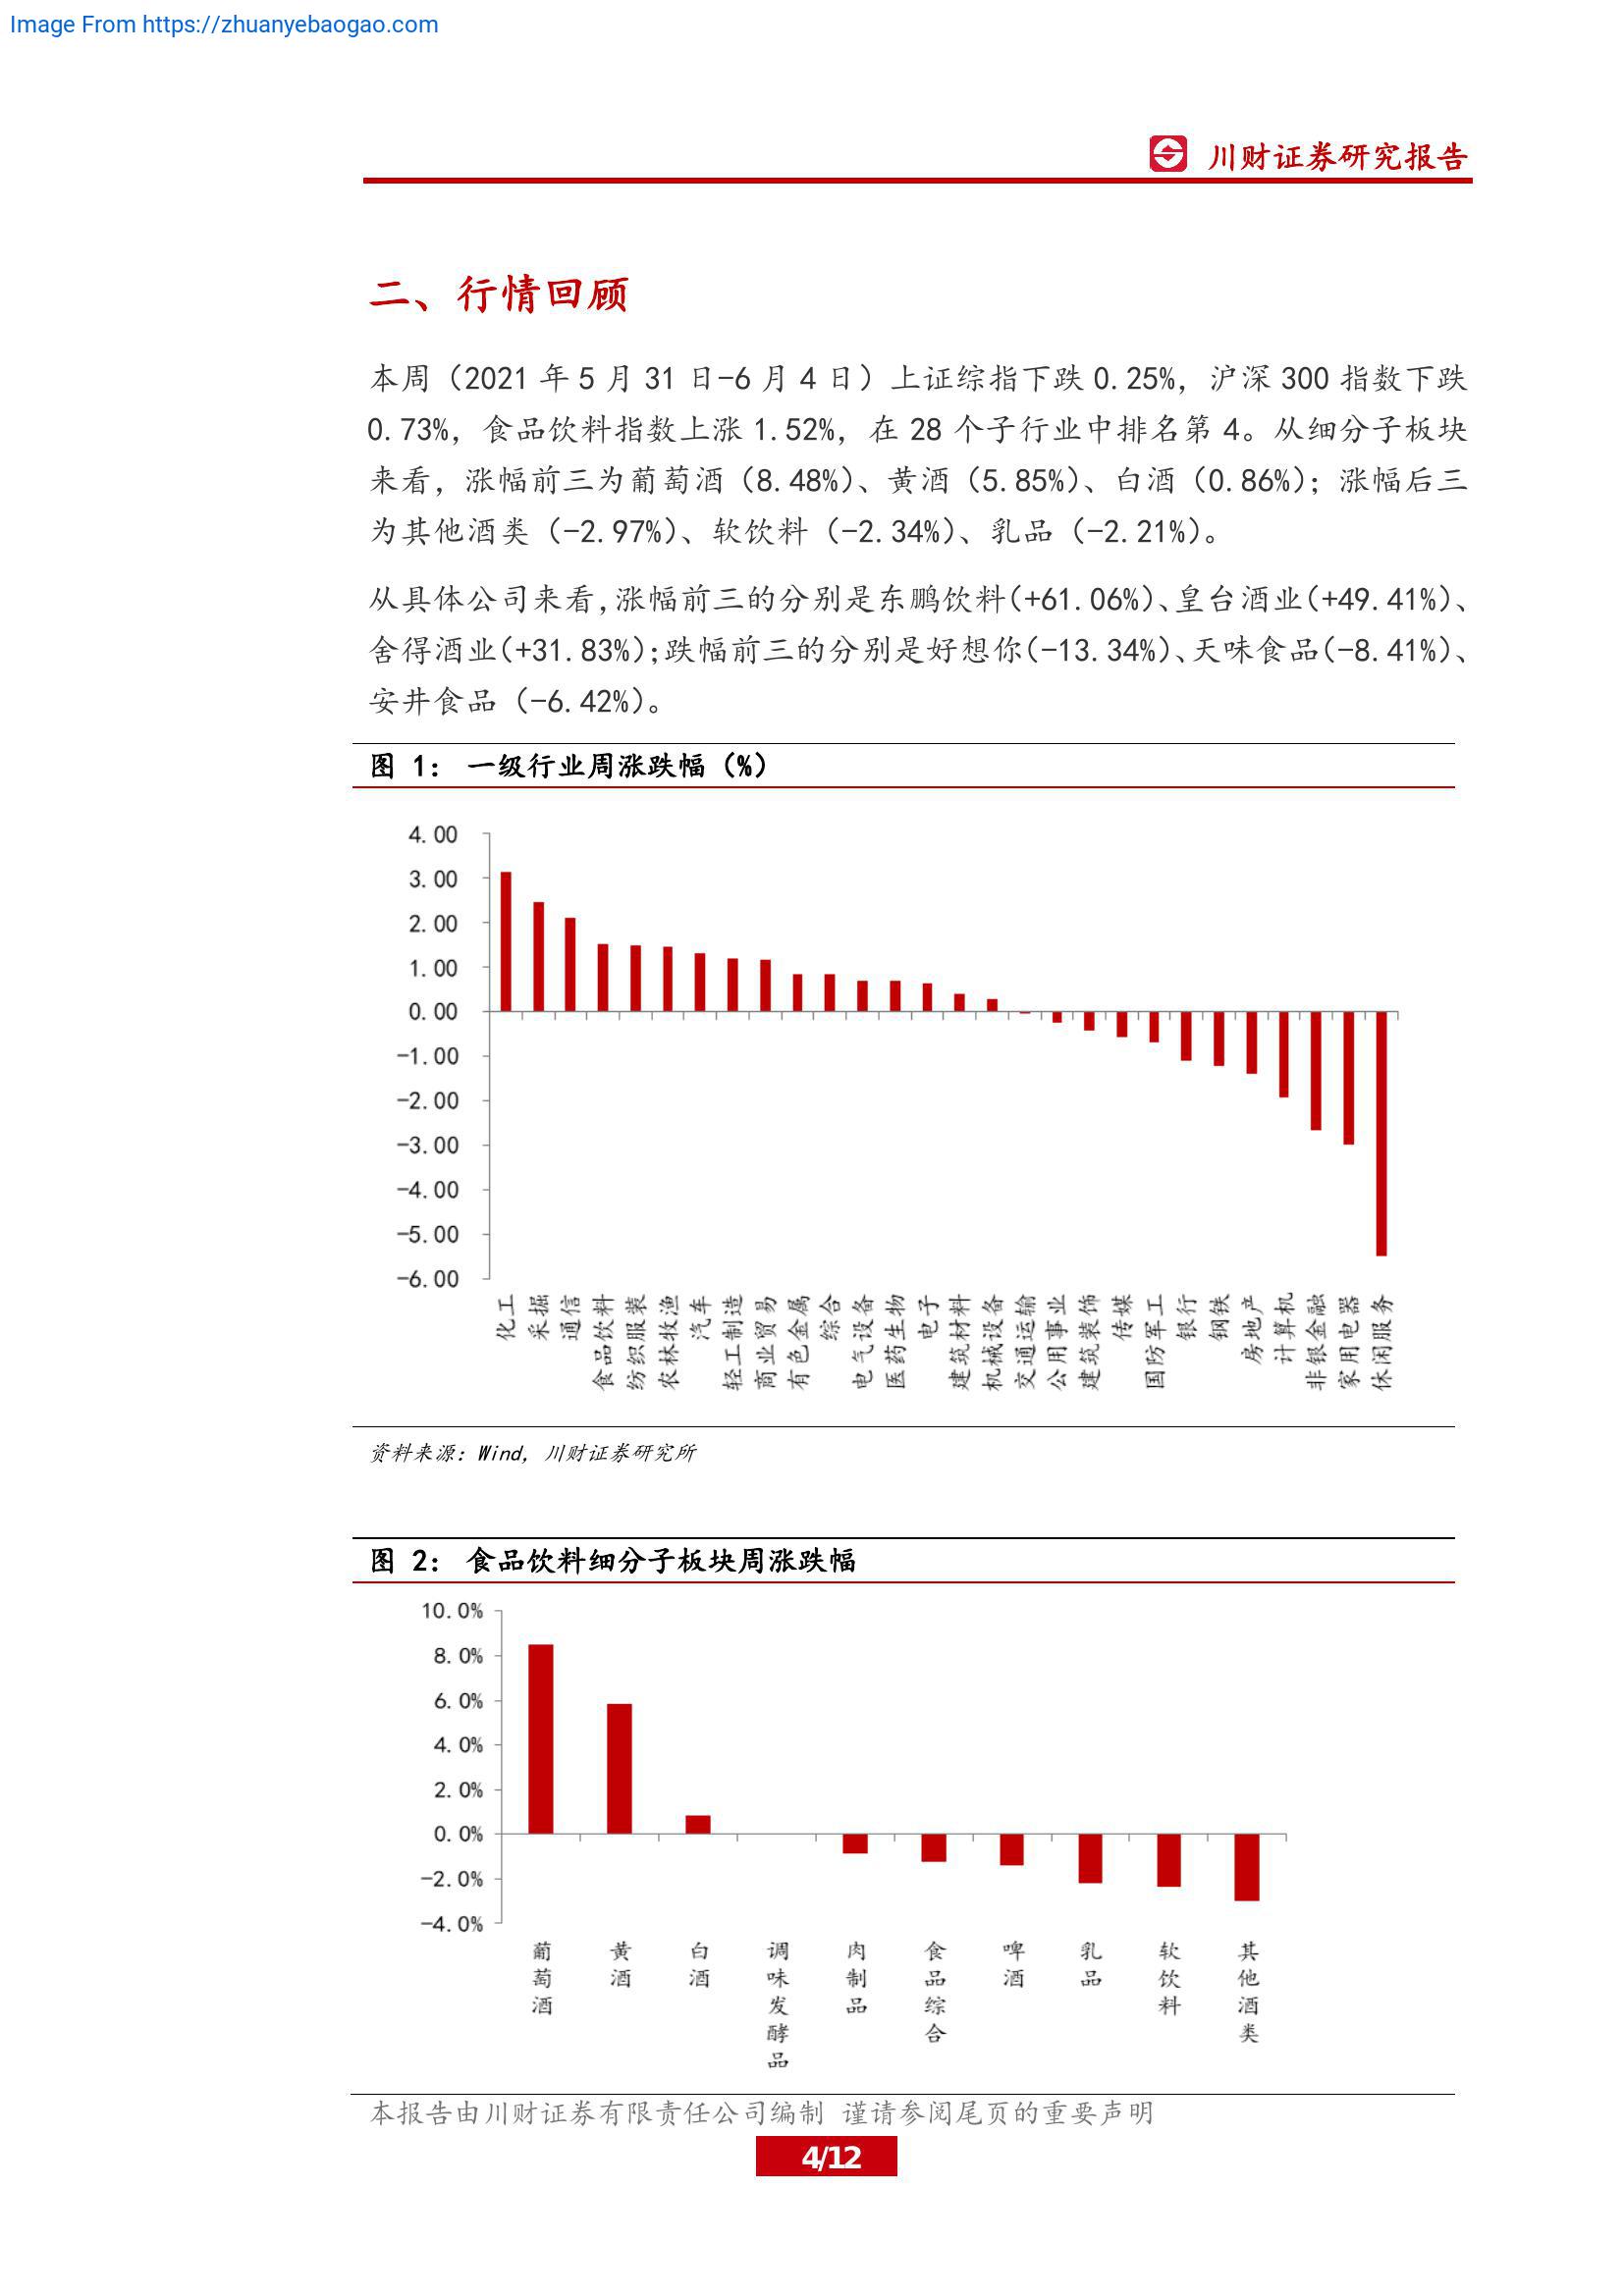 Image From https://zhuanyebaogao.com
川财证券研究报告
二、行情回顾
本周（2021 年 5 月 31 日-6 月 4 日）上证综指下跌 0.25%，沪深 300 指数下跌
0.73%，食品饮料指数上涨 1.52%，在 28 个子行业中排名第 4。从细分子板块
来看，涨幅前三为葡萄酒（8.48%）、黄酒（5.85%）、白酒（0.86%）；涨幅后三
为其他酒类（-2.97%）、软饮料（-2.34%）、乳品（-2.21%）。
从具体公司来看,涨幅前三的分别是东鹏饮料(+61.06%)、皇台酒业(+49.41%)、
舍得酒业(+31.83%);跌幅前三的分别是好想你(-13.34%)、天味食品(-8.41%)、
安井食品（-6.42%）。
图 1： 一级行业周涨跌幅（%）
4.00
3.00
2.00
1.00
0.00
-1.00
-2.00
-3.00
-4.00
-5.00
-6.00
化工
采掘
通信
食品饮料
纺织服装
农林牧渔
汽车
轻工制造
商业贸易
有色金属
综合
电气设备
医药生物
电子
建筑材料
机械设备
交通运输
公用事业
建筑装饰
传媒
国防军工
银行
钢铁
房地产
计算机
非银金融
家用电器
休闲服务
资料来源：Wind, 川财证券研究所
图 2： 食品饮料细分子板块周涨跌幅
10.0%
8.0%
6.0%
4.0%
2.0%
0.0%
-2.0%
-4.0%
葡萄酒
黄酒
白酒
调味发酵品
肉制品
食品综合
啤酒
乳品
软饮料
其他酒类
本报告由川财证券有限责任公司编制 谨请参阅尾页的重要声明
4/12